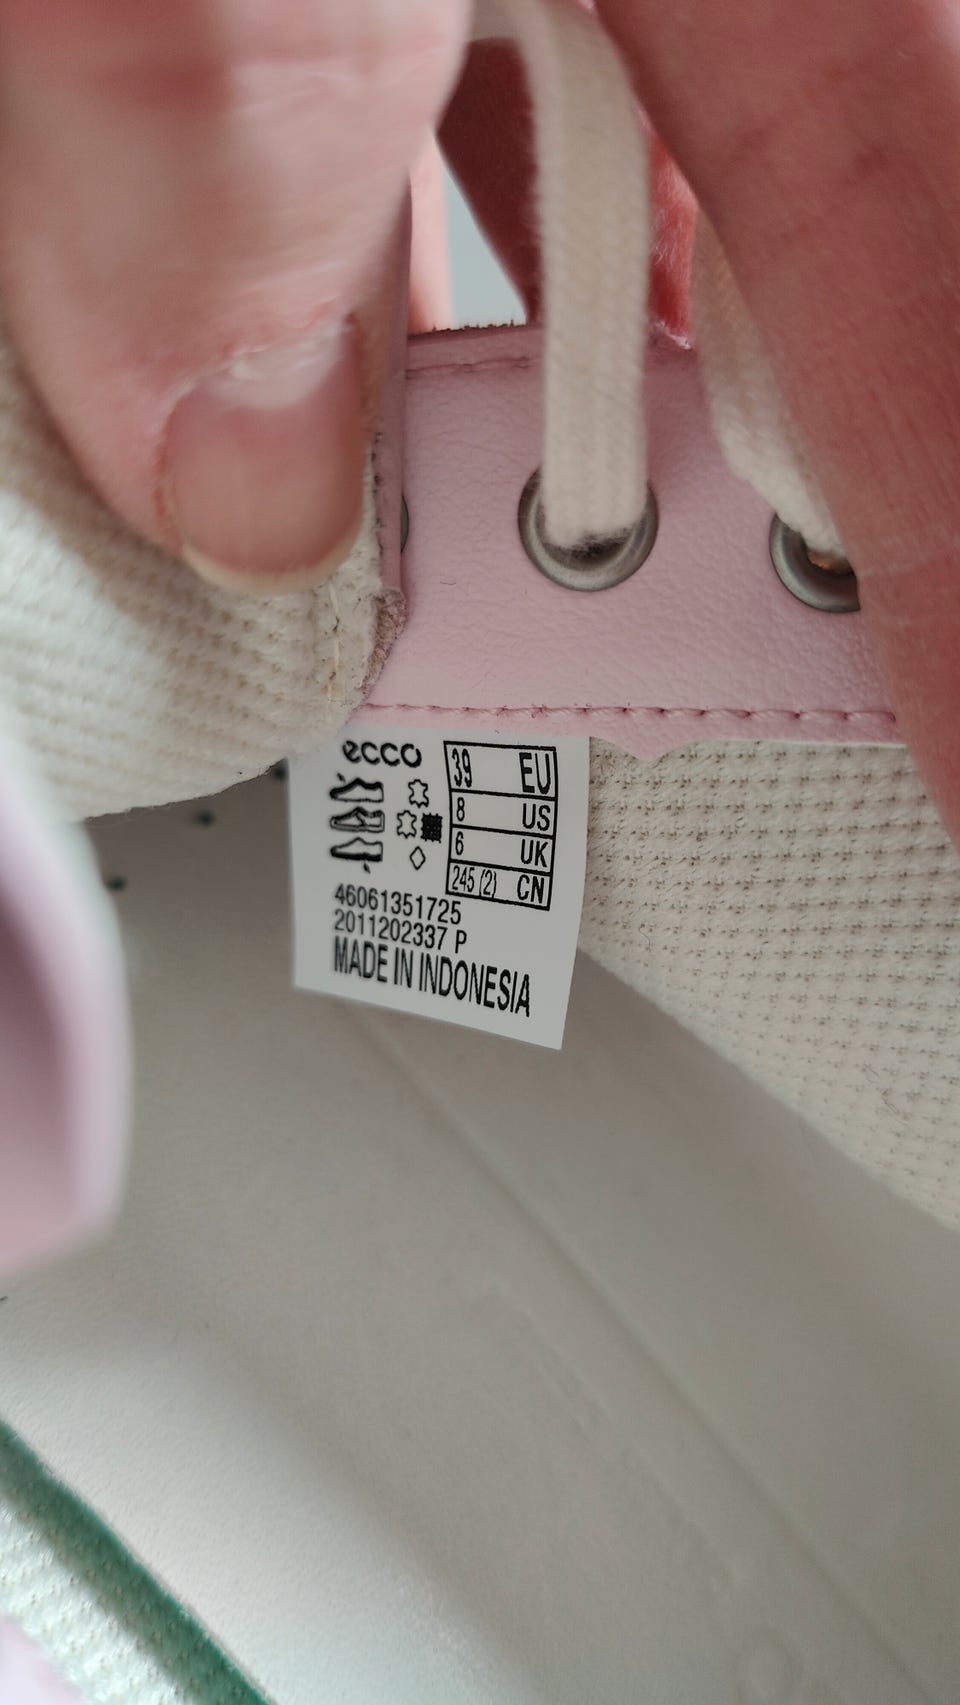 ecco
39 EU
8 US
6 UK
245 (2) CN
46061351725
2011202337 P
MADE IN INDONESIA